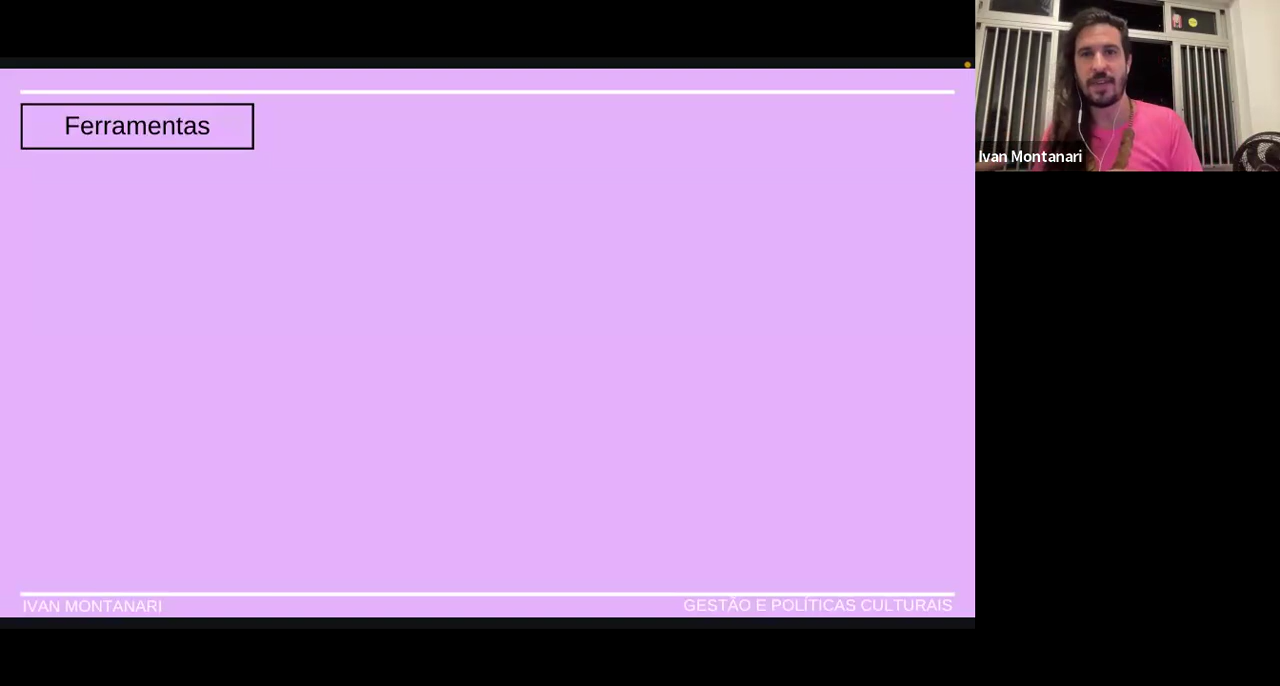 Ferramentas
Ivan Montanari
IVAN MONTANARI
GESTÃO E POLÍTICAS CULTURAIS